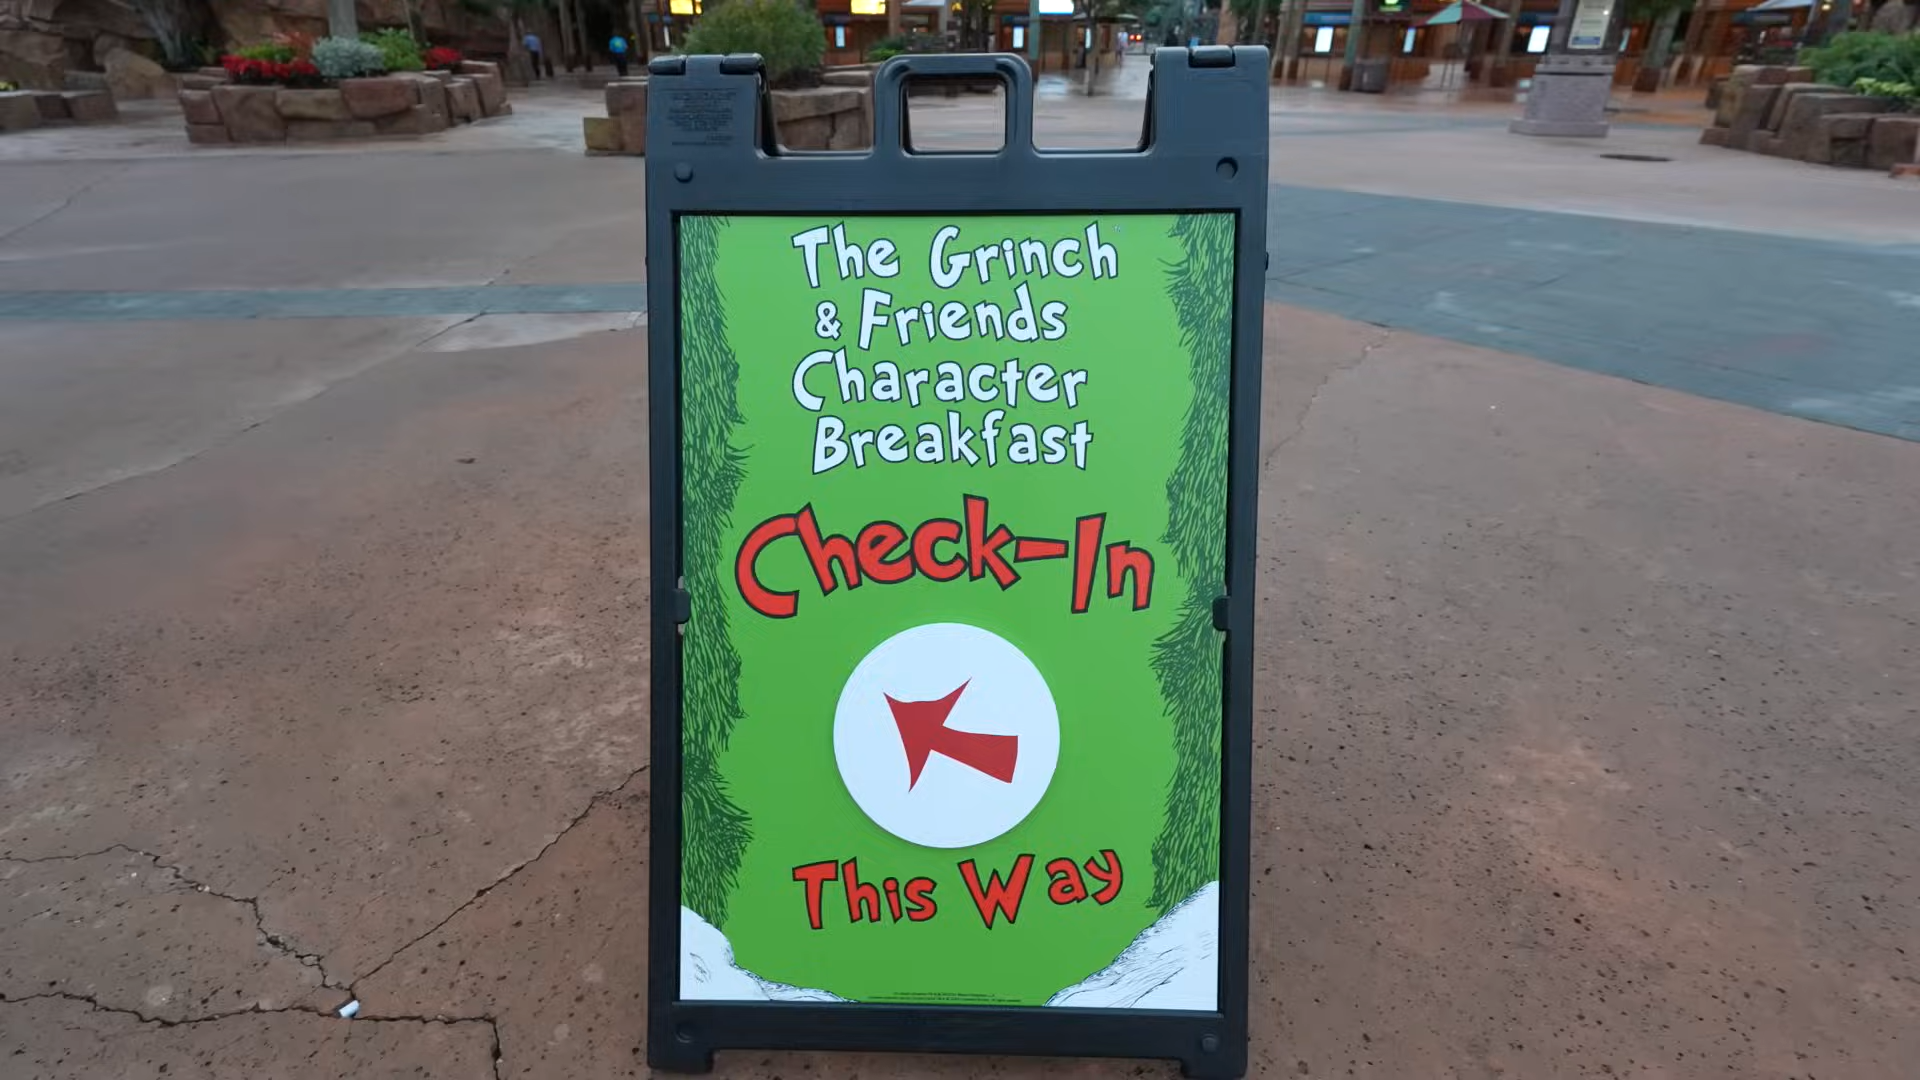 The Grinch
& Friends
Character
Breakfast
Check-In
This Way